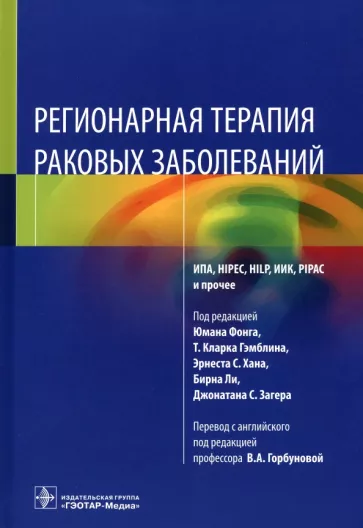 РЕГИОНАРНАЯ ТЕРАПИЯ
РАКОВЫХ ЗАБОЛЕВАНИЙ
ИПА, HIPEC, HILP, ИИК, PIPAC
и прочее
Под редакцией
Юмана Фонга,
Т. Кларка Гэмблина,
Эрнеста С. Хана,
Бирна Ли,
Джонатана С. Загера
Перевод с английского
под редакцией
профессора В.А. Горбуновой
ИЗДАТЕЛЬСКАЯ ГРУППА
«ГЭОТАР-Медиа»